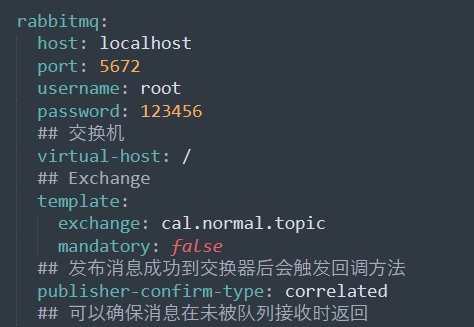 rabbitmq:
host: localhost
port: 5672
username: root
password: 123456
## 交换机
virtual-host: /
## Exchange
template:
exchange: cal.normal.topic
mandatory: false
## 发布消息成功到交换器后会触发回调方法
publisher-confirm-type: correlated
## 可以确保消息在未被队列接收时返回